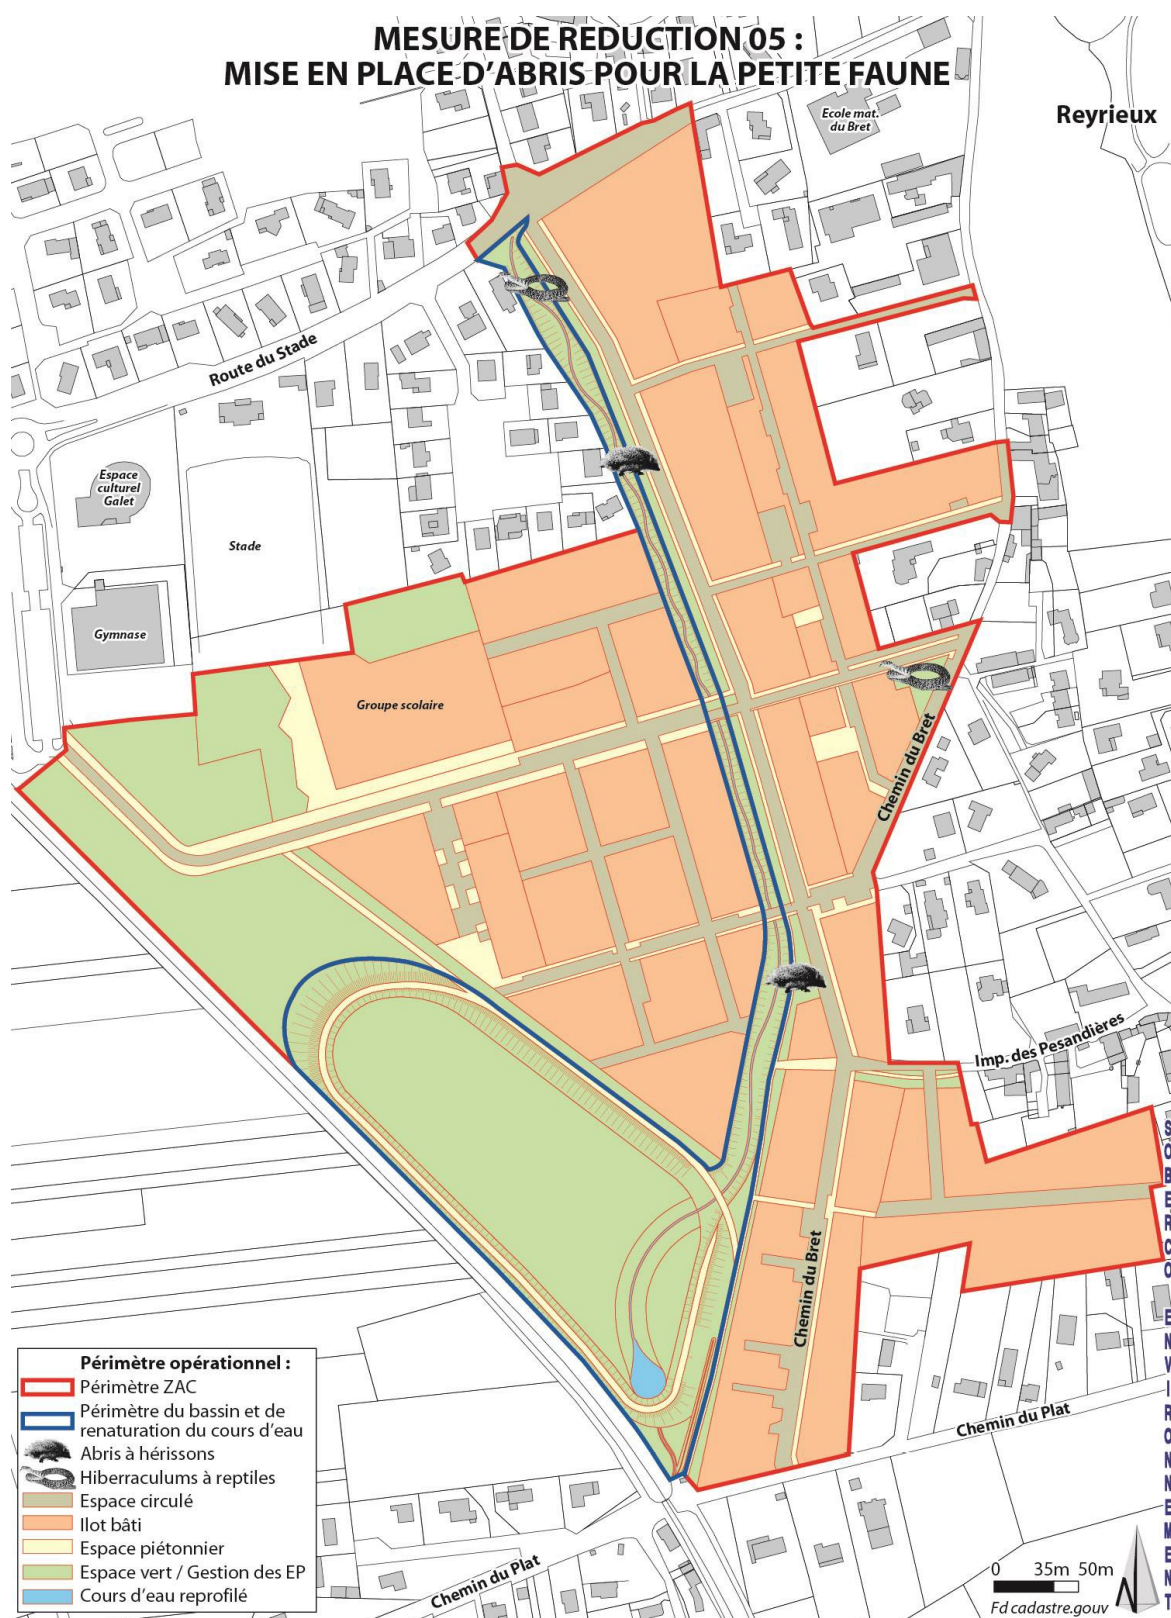 MESURE DE REDUCTION 05 :
MISE EN PLACE D'ABRIS POUR LA PETITE FAUNE
Reyrieux
Ecole mat.
du Bret
Route du Stade
Espace
culturel
Galet
Stade
Gymnase
Groupe scolaire
Chemin du Bret
Imp. des Pesandières
Chemin du Bret
Chemin du Plat
Chemin du Plat
Périmètre opérationnel :
Périmètre ZAC
Périmètre du bassin et de
renaturation du cours d'eau
Abris à hérissons
Hiberraculums à reptiles
Espace circulé
Ilot bâti
Espace piétonnier
Espace vert / Gestion des EP
Cours d'eau reprofilé
0 35m 50m
Fd cadastre.gouv
SOBERCO ENVIRONNEMENT